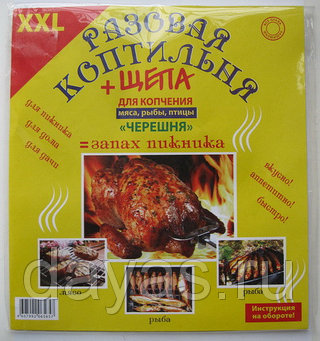 XXL
РАЗОВАЯ
КОПТИЛЬНЯ
+ ЩЕПА
ДЛЯ КОПЧЕНИЯ
МЯСА, РЫБЫ, ПТИЦЫ
«ЧЕРЕШНЯ»
= запах пикника
для пикника
для дома
для дачи
вкусно!
аппетитно!
быстро!
мясо
рыба
рыба
Инструкция
на обороте!